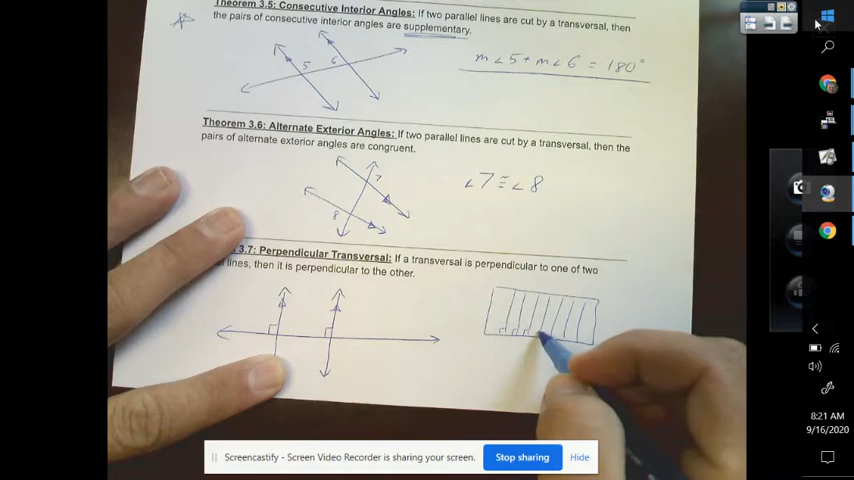 Theorem 3.5: Consecutive Interior Angles: If two parallel lines are cut by a transversal, then
the pairs of consecutive interior angles are supplementary.
5 6
m∠5 + m∠6 = 180°
Theorem 3.6: Alternate Exterior Angles: If two parallel lines are cut by a transversal, then the
pairs of alternate exterior angles are congruent.
7
∠7 ≅ ∠8
8
3.7: Perpendicular Transversal: If a transversal is perpendicular to one of two
lines, then it is perpendicular to the other.
Screencastify - Screen Video Recorder is sharing your screen. Stop sharing Hide
8:21 AM
9/16/2020